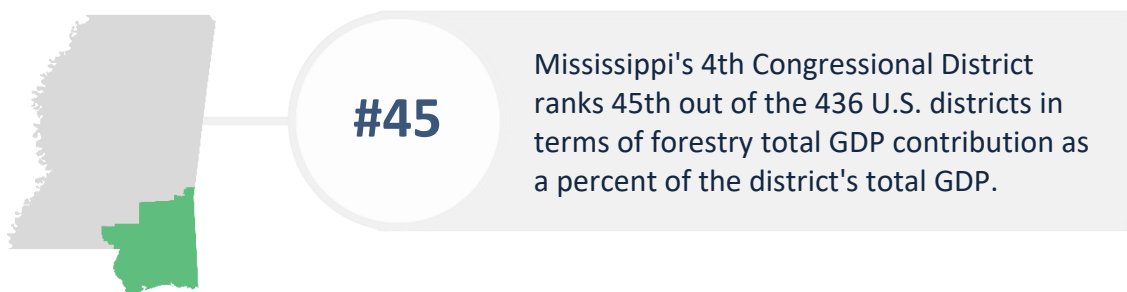 #45
Mississippi's 4th Congressional District
ranks 45th out of the 436 U.S. districts in
terms of forestry total GDP contribution as
a percent of the district's total GDP.